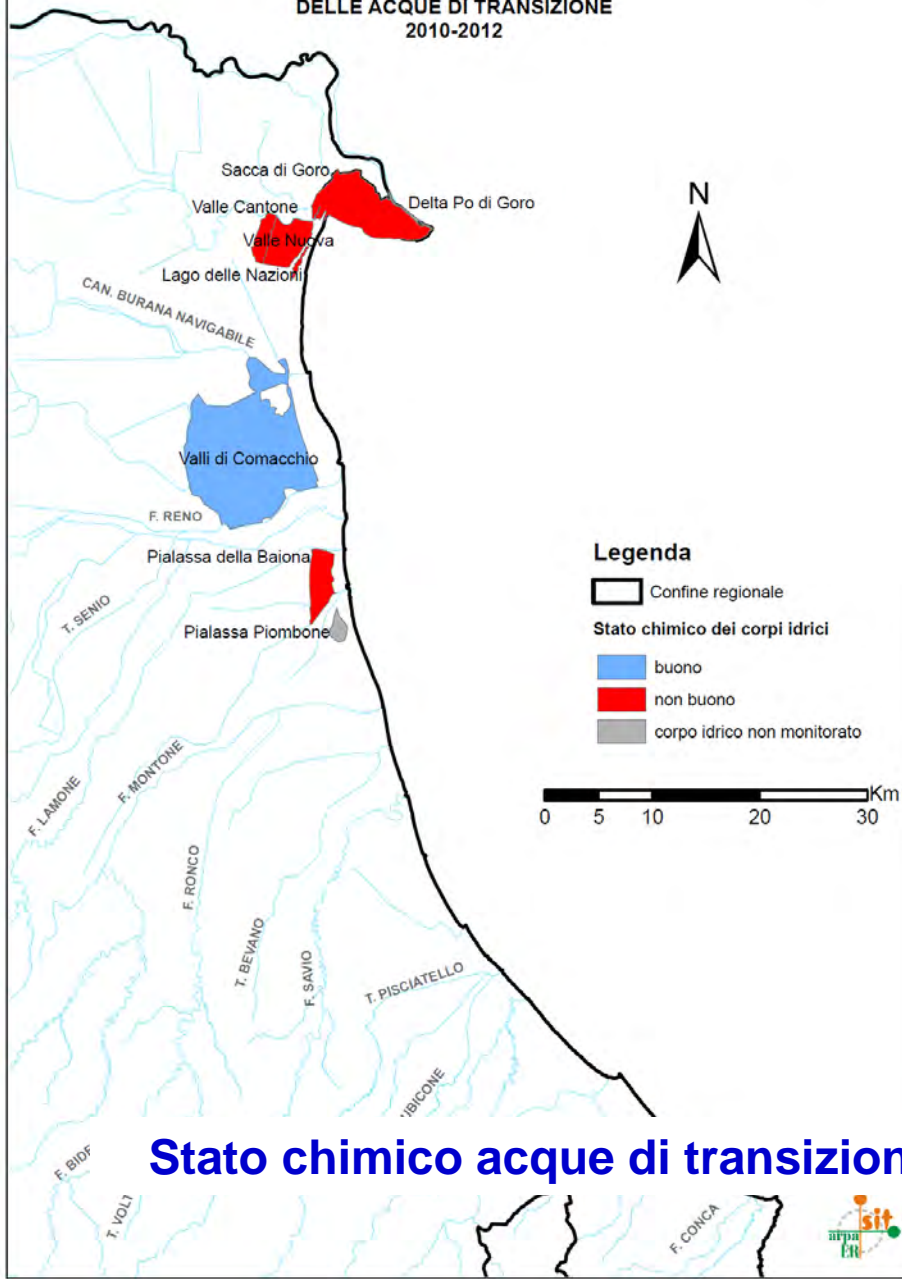 DELLE ACQUE DI TRANSIZIONE
2010-2012
Sacca di Goro
Valle Cantone
Delta Po di Goro
N
Valle Nuova
Lago delle Nazioni
CAN. BURANA NAVIGABILE
Valli di Comacchio
F. RENO
Pialassa della Baiona
T. SENIO
Pialassa Piombone
Legenda
Confine regionale
Stato chimico dei corpi idrici
buono
non buono
corpo idrico non monitorato
Km
0 5 10 20 30
F. LAMONE
F. MONTONE
F. RONCO
T. BEVANO
F. SAVIO
T. PISCIATELLO
UBICONE
F. BIDE
Stato chimico acque di transizion
T. VOLT
F. CONCA
sit
arpa
ER